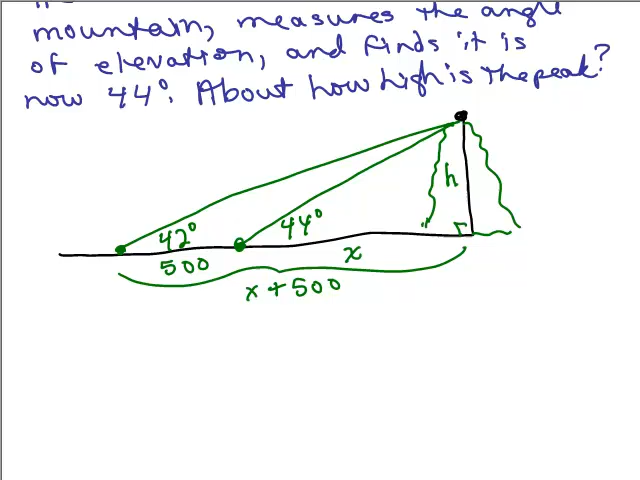 mountain, measures the angle
of elevation, and finds it is
now 44°. About how high is the peak?
h
42°
44°
500
x
x + 500